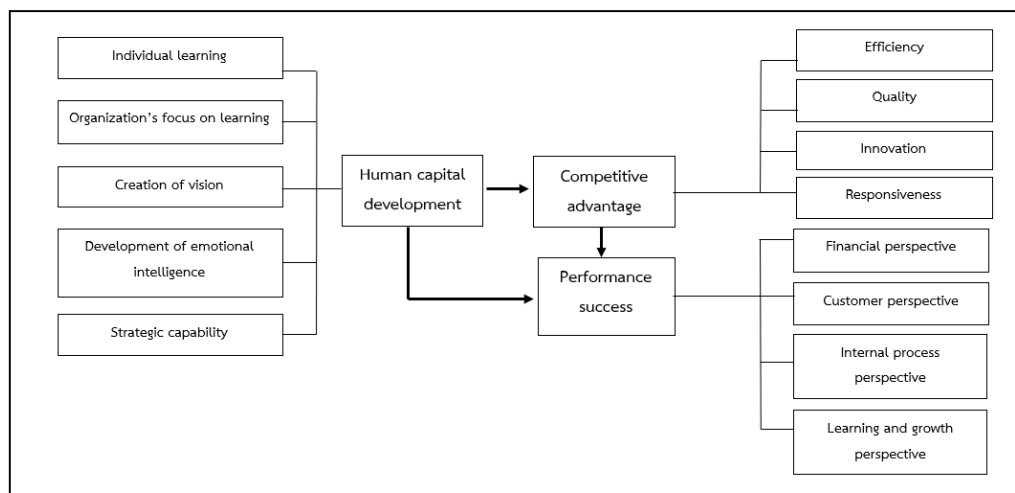 Individual learning
Organization's focus on learning
Creation of vision
Development of emotional
intelligence
Strategic capability
Human capital
development
Competitive
advantage
Performance
success
Efficiency
Quality
Innovation
Responsiveness
Financial perspective
Customer perspective
Internal process
perspective
Learning and growth
perspective